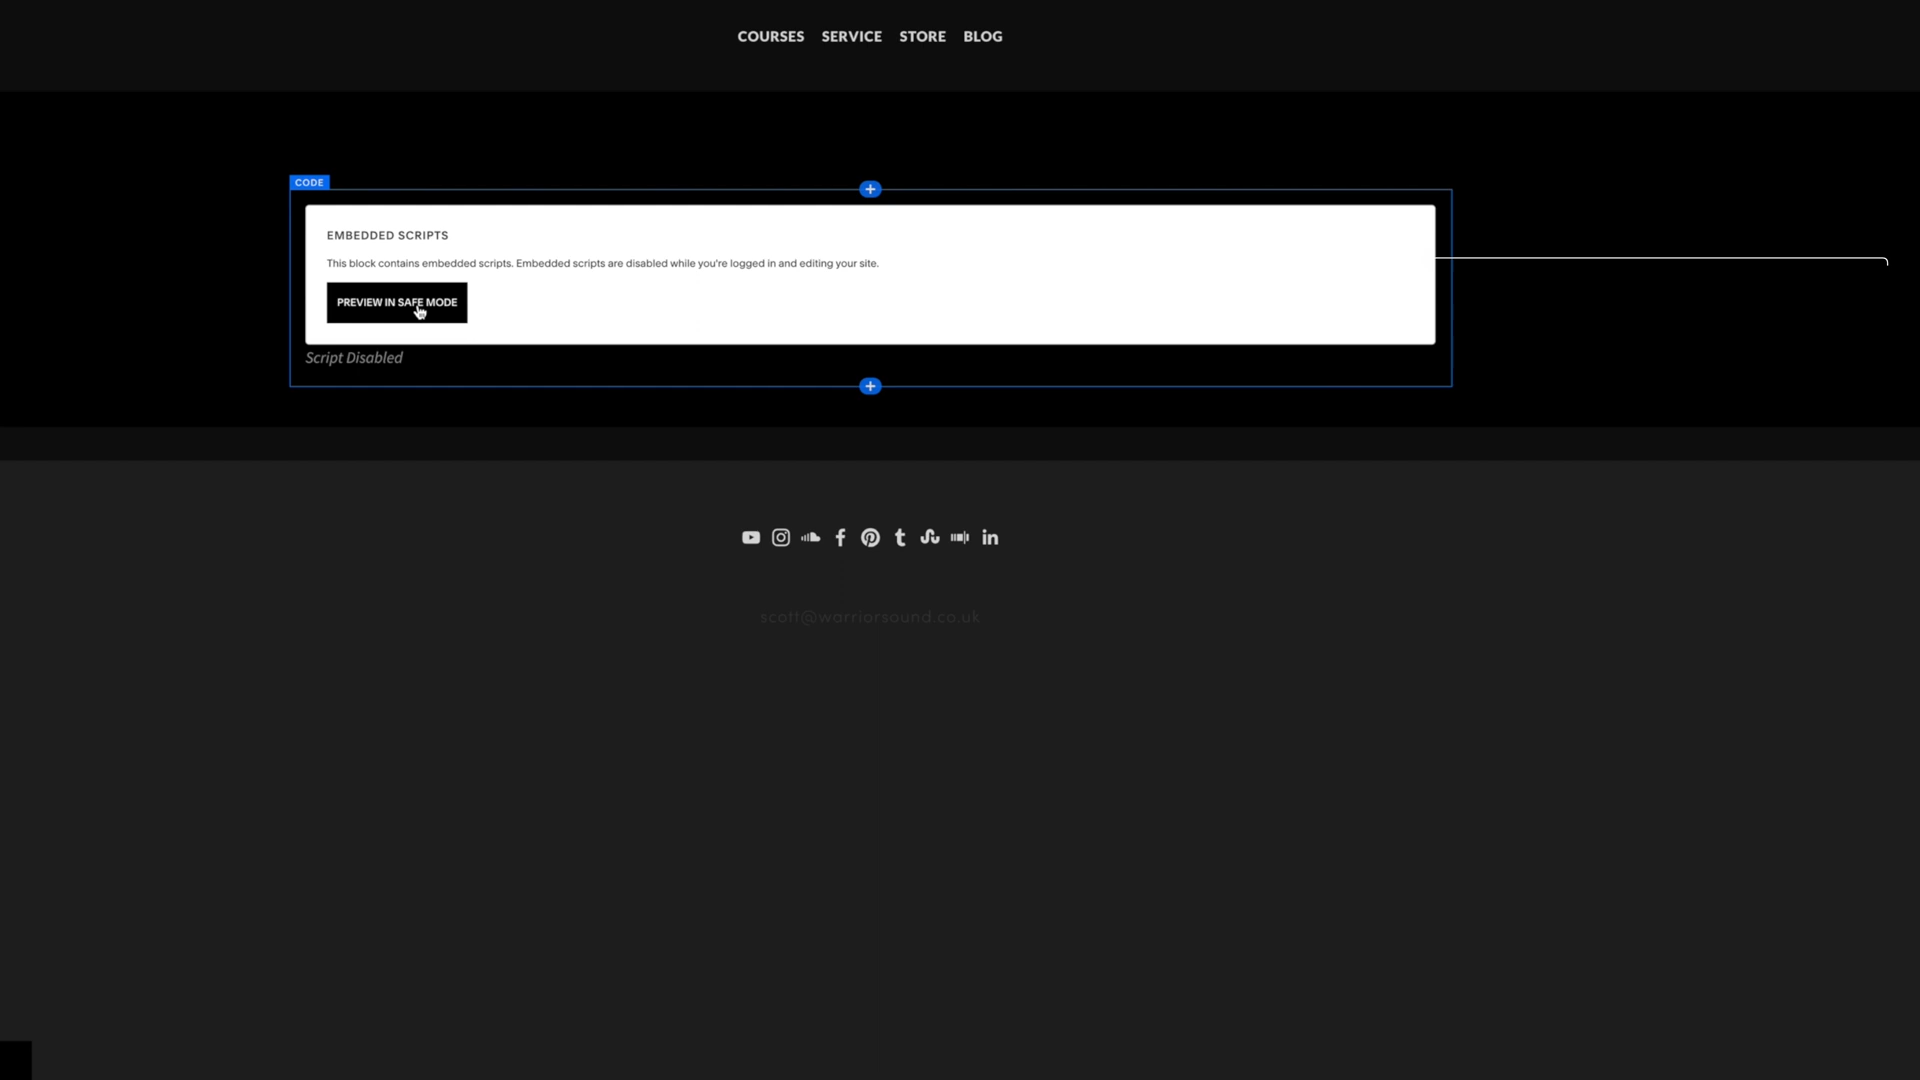 COURSES SERVICE STORE BLOG
CODE
EMBEDDED SCRIPTS
This block contains embedded scripts. Embedded scripts are disabled while you're logged in and editing your site.
PREVIEW IN SAFE MODE
Script Disabled
scott@warriorsound.co.uk